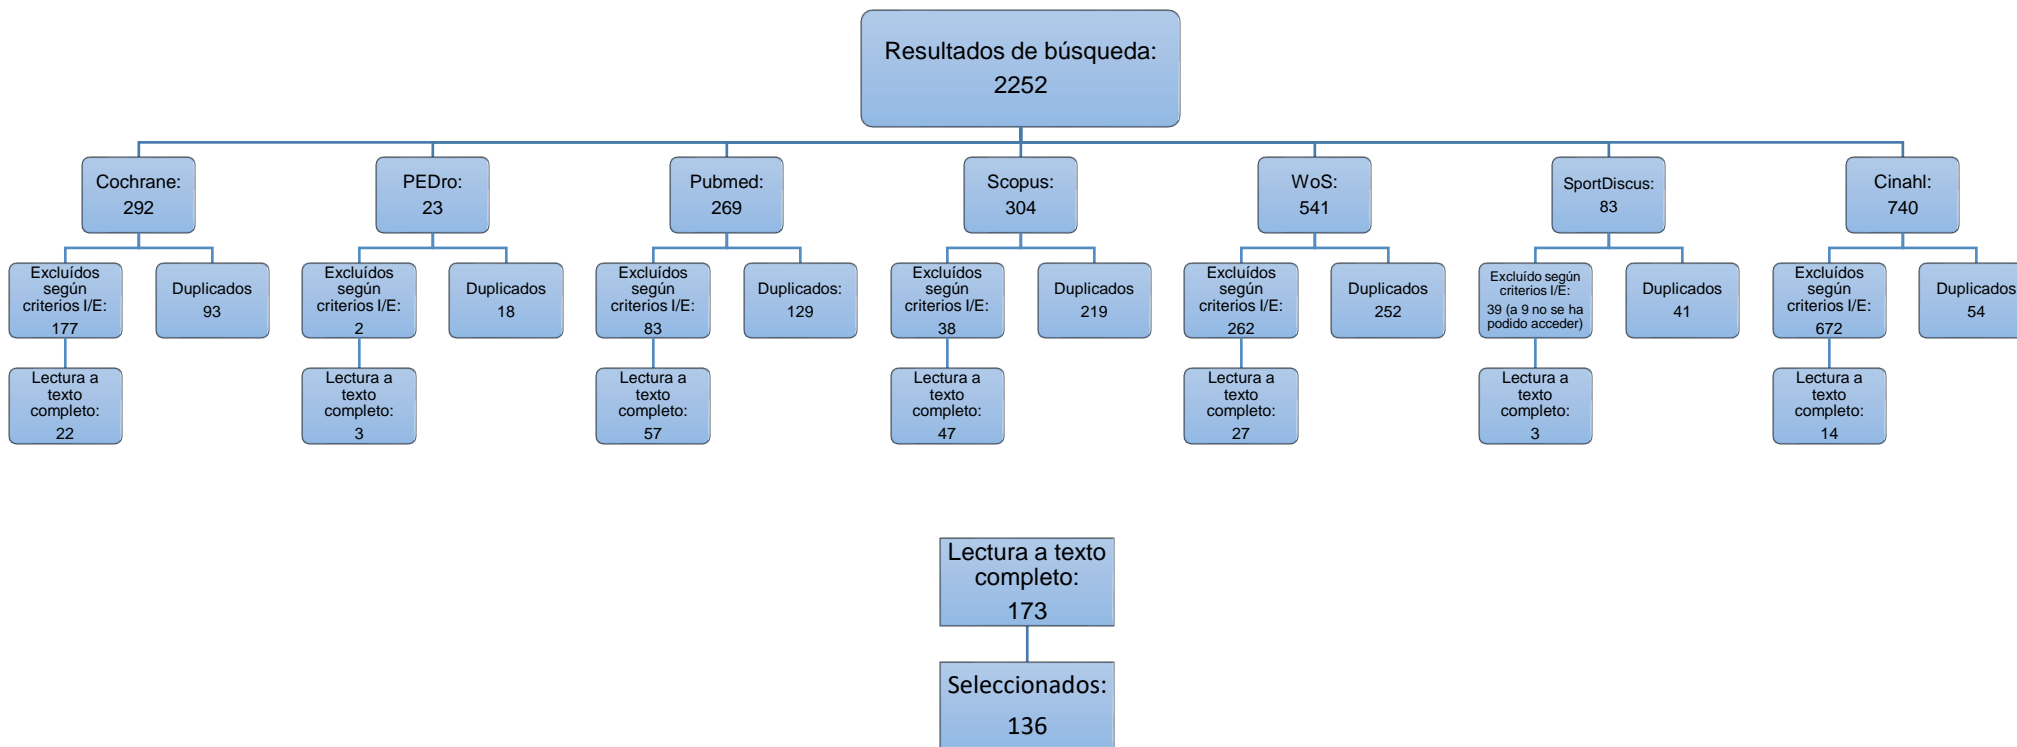 Resultados de búsqueda:
2252
Cochrane:
292
PEDro:
23
Pubmed:
269
Scopus:
304
WoS:
541
SportDiscus:
83
Cinahl:
740
Excluídos
según
criterios I/E:
177
Duplicados
93
Excluídos
según
criterios I/E:
2
Duplicados
18
Excluídos
según
criterios I/E:
83
Duplicados:
129
Excluídos
según
criterios I/E:
38
Duplicados
219
Excluídos
según
criterios I/E:
262
Duplicados
252
Excluído según
criterios I/E:
39 (a 9 no se ha
podido acceder)
Duplicados
41
Excluídos
según
criterios I/E:
672
Duplicados
54
Lectura a
texto
completo:
22
Lectura a
texto
completo:
3
Lectura a
texto
completo:
57
Lectura a
texto
completo:
47
Lectura a
texto
completo:
27
Lectura a
texto
completo:
3
Lectura a
texto
completo:
14
Lectura a texto
completo:
173
Seleccionados:
136